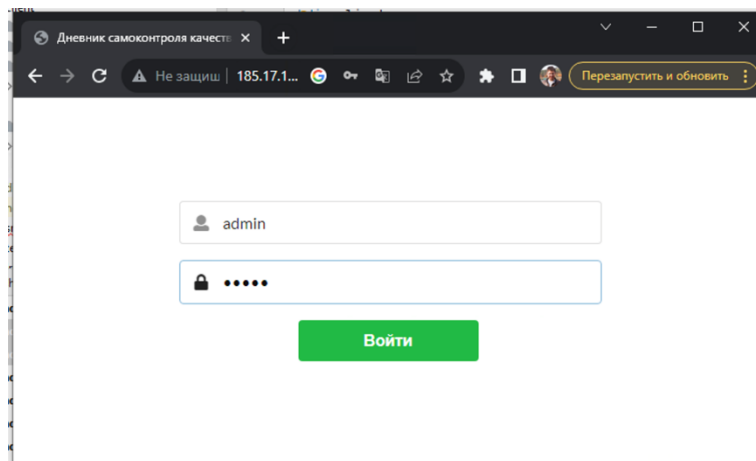 Дневник самоконтроля качеств
Не защищ
185.17.1...
Перезапустить и обновить
admin
•••••
Войти